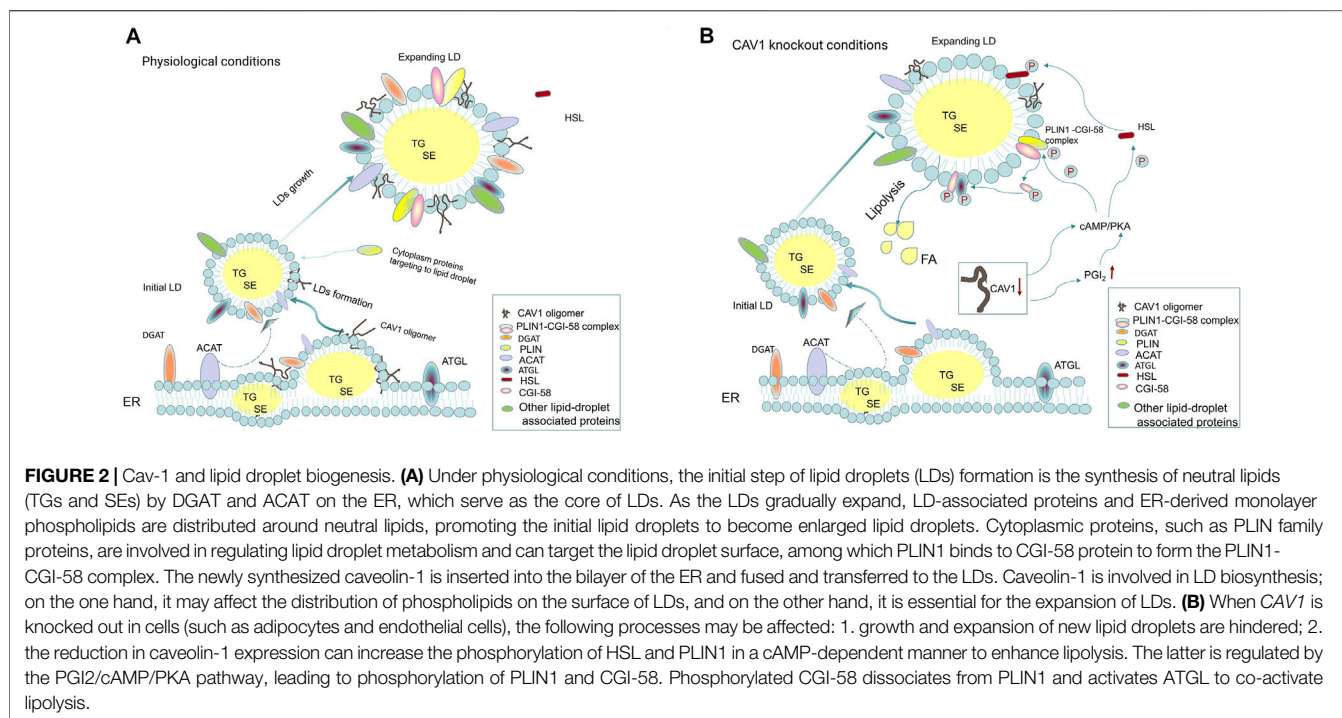 A
Physiological conditions
Expanding LD
HSL
TG
SE
LDs growth
Cytoplasm proteins
targeting to lipid droplet
TG
SE
Initial LD
LDs formation
CAV1 oligomer
DGAT
ACAT
ATGL
TG
SE
TG
SE
ER
CAV1 oligomer
PLIN1-CGI-58 complex
DGAT
PLIN
ACAT
ATGL
HSL
CGI-58
Other lipid-droplet
associated proteins
B
CAV1 knockout conditions
Expanding LD
P
HSL
TG
SE
PLIN1 -CGI-58
complex
P
P
P
P
P
P
Lipolysis
FA
cAMP/PKA
CAV1
PGI2
TG
SE
Initial LD
DGAT
ACAT
ATGL
TG
SE
TG
SE
ER
CAV1 oligomer
PLIN1-CGI-58 complex
DGAT
PLIN
ACAT
ATGL
HSL
CGI-58
Other lipid-droplet
associated proteins
FIGURE 2 | Cav-1 and lipid droplet biogenesis. (A) Under physiological conditions, the initial step of lipid droplets (LDs) formation is the synthesis of neutral lipids
(TGs and SEs) by DGAT and ACAT on the ER, which serve as the core of LDs. As the LDs gradually expand, LD-associated proteins and ER-derived monolayer
phospholipids are distributed around neutral lipids, promoting the initial lipid droplets to become enlarged lipid droplets. Cytoplasmic proteins, such as PLIN family
proteins, are involved in regulating lipid droplet metabolism and can target the lipid droplet surface, among which PLIN1 binds to CGI-58 protein to form the PLIN1-
CGI-58 complex. The newly synthesized caveolin-1 is inserted into the bilayer of the ER and fused and transferred to the LDs. Caveolin-1 is involved in LD biosynthesis;
on the one hand, it may affect the distribution of phospholipids on the surface of LDs, and on the other hand, it is essential for the expansion of LDs. (B) When CAV1 is
knocked out in cells (such as adipocytes and endothelial cells), the following processes may be affected: 1. growth and expansion of new lipid droplets are hindered; 2.
the reduction in caveolin-1 expression can increase the phosphorylation of HSL and PLIN1 in a cAMP-dependent manner to enhance lipolysis. The latter is regulated by
the PGI2/cAMP/PKA pathway, leading to phosphorylation of PLIN1 and CGI-58. Phosphorylated CGI-58 dissociates from PLIN1 and activates ATGL to co-activate
lipolysis.